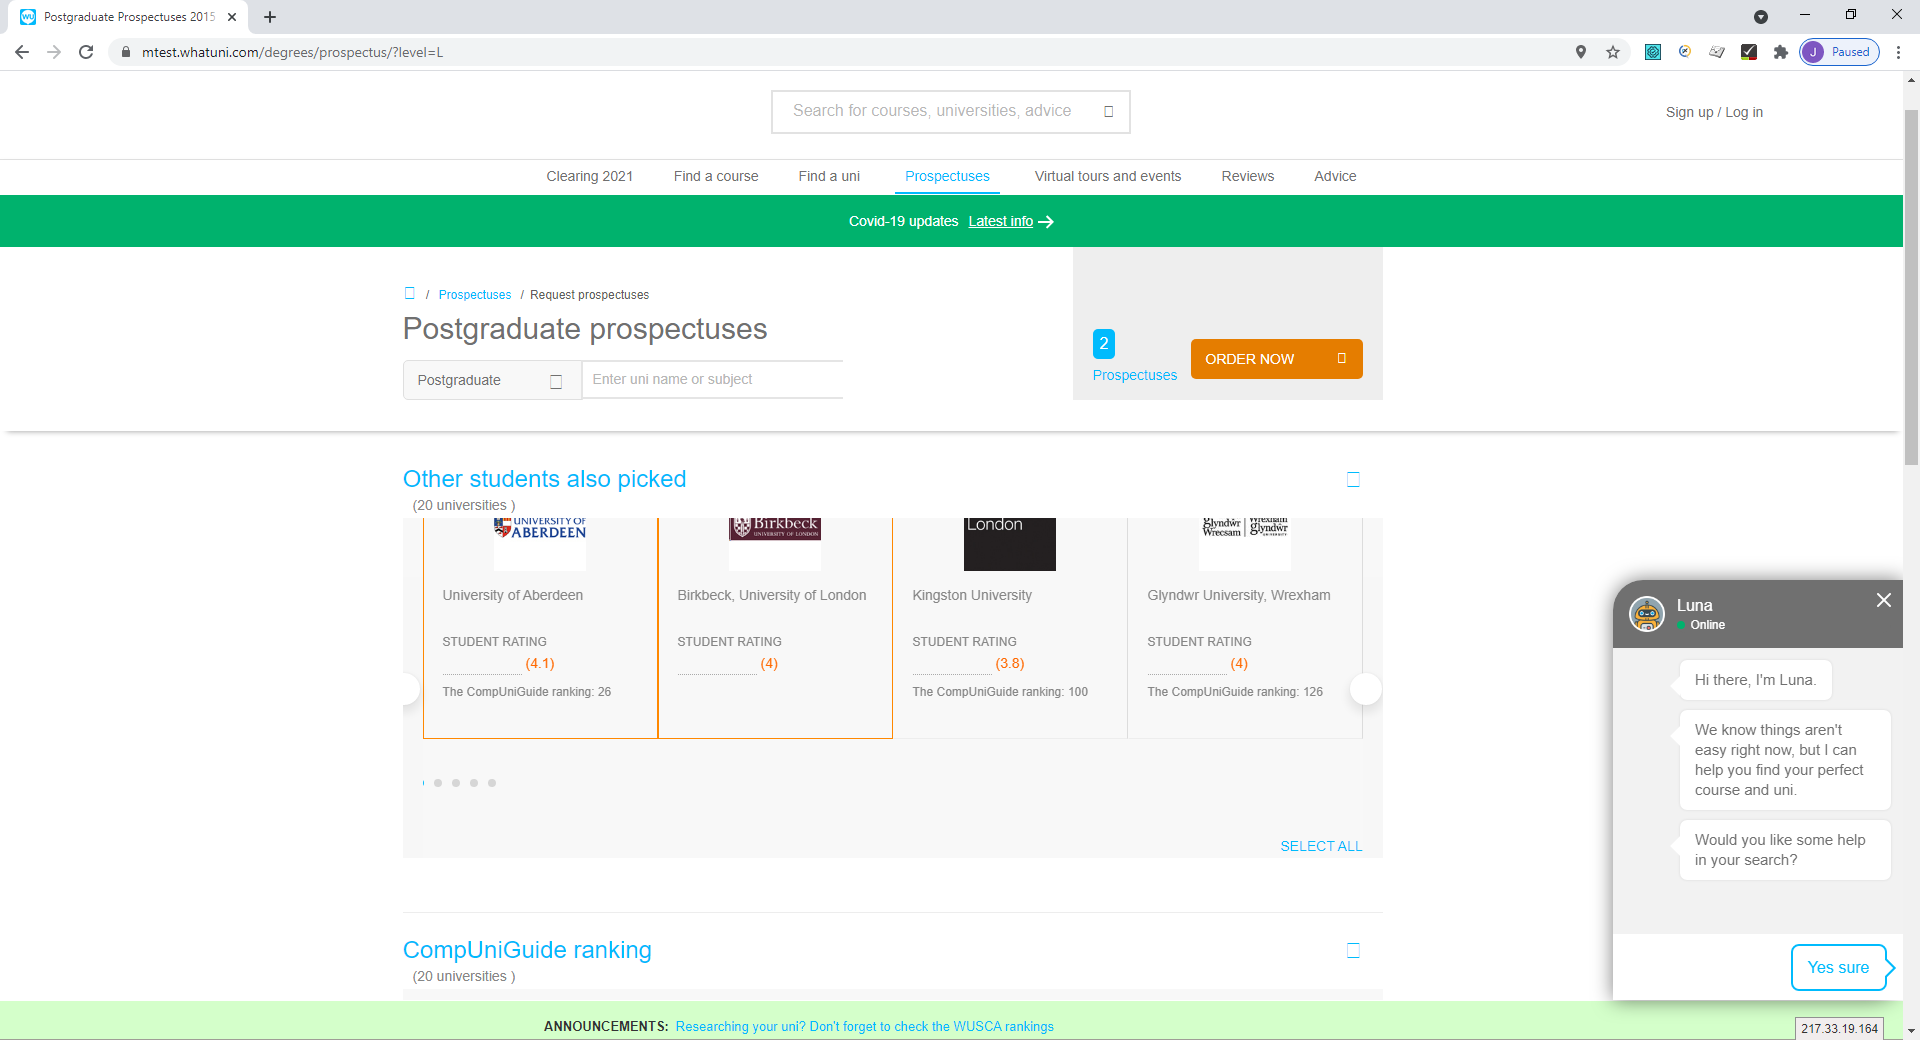 Postgraduate Prospectuses 2015
mtest.whatuni.com/degrees/prospectus/?level=L
J Paused
Search for courses, universities, advice
Sign up / Log in
Clearing 2021 Find a course Find a uni Prospectuses Virtual tours and events Reviews Advice
Covid-19 updates Latest info
/ Prospectuses / Request prospectuses
Postgraduate prospectuses
Postgraduate Enter uni name or subject
2
Prospectuses
ORDER NOW
Other students also picked
(20 universities )
UNIVERSITY OF
ABERDEEN
Birkbeck
UNIVERSITY OF LONDON
London
glyndŵr Wrexham
Wrecsam glyndŵr
UNIVERSITY
University of Aberdeen Birkbeck, University of London Kingston University Glyndwr University, Wrexham
STUDENT RATING STUDENT RATING STUDENT RATING STUDENT RATING
(4.1) (4) (3.8) (4)
The CompUniGuide ranking: 26 The CompUniGuide ranking: 100 The CompUniGuide ranking: 126
SELECT ALL
CompUniGuide ranking
(20 universities )
Luna
Online
Hi there, I'm Luna.
We know things aren't
easy right now, but I can
help you find your perfect
course and uni.
Would you like some help
in your search?
Yes sure
ANNOUNCEMENTS: Researching your uni? Don't forget to check the WUSCA rankings
217.33.19.164